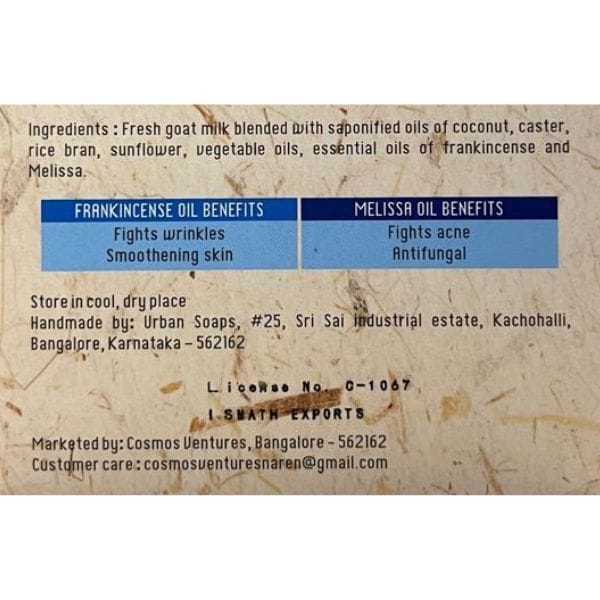 Ingredients : Fresh goat milk blended with saponified oils of coconut, caster,
rice bran, sunflower, vegetable oils, essential oils of frankincense and
Melissa.
FRANKINCENSE OIL BENEFITS
Fights wrinkles
Smoothening skin
MELISSA OIL BENEFITS
Fights acne
Antifungal
Store in cool, dry place
Handmade by: Urban Soaps, #25, Sri Sai industrial estate, Kachohalli,
Bangalore, Karnataka – 562162
License No. C-1067
ISMATH EXPORTS
Marketed by: Cosmos Ventures, Bangalore – 562162
Customer care : cosmosventuresnaren@gmail.com